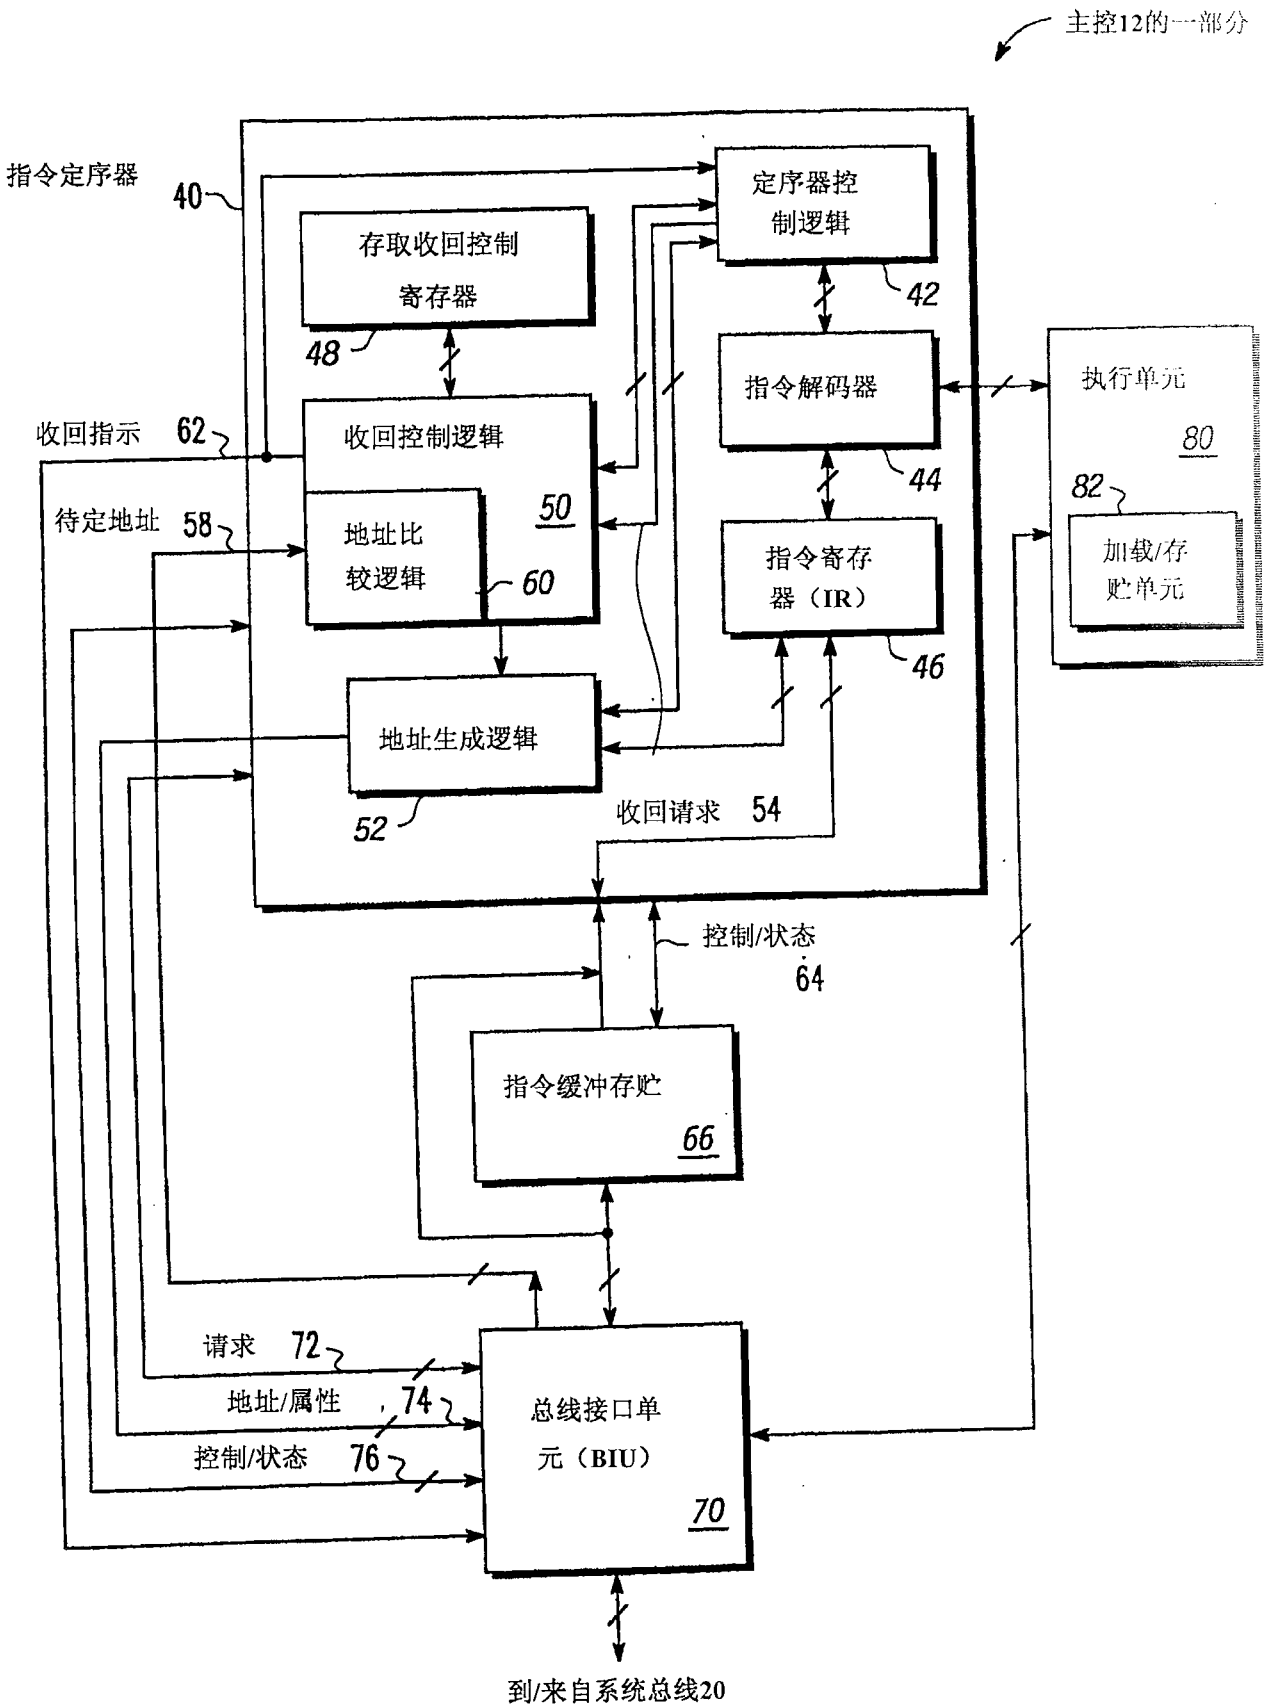 主控12的一部分
指令定序器
40
定序器控
制逻辑
42
存取收回控制
寄存器
48
指令解码器
44
执行单元
80
82
加载/存
贮单元
收回指示 62
收回控制逻辑
50
待定地址 58
地址比
较逻辑
60
指令寄存
器（IR）
46
地址生成逻辑
52
收回请求 54
控制/状态
64
指令缓冲存贮
66
请求 72
地址/属性 74
控制/状态 76
总线接口单
元（BIU）
70
到/来自系统总线20